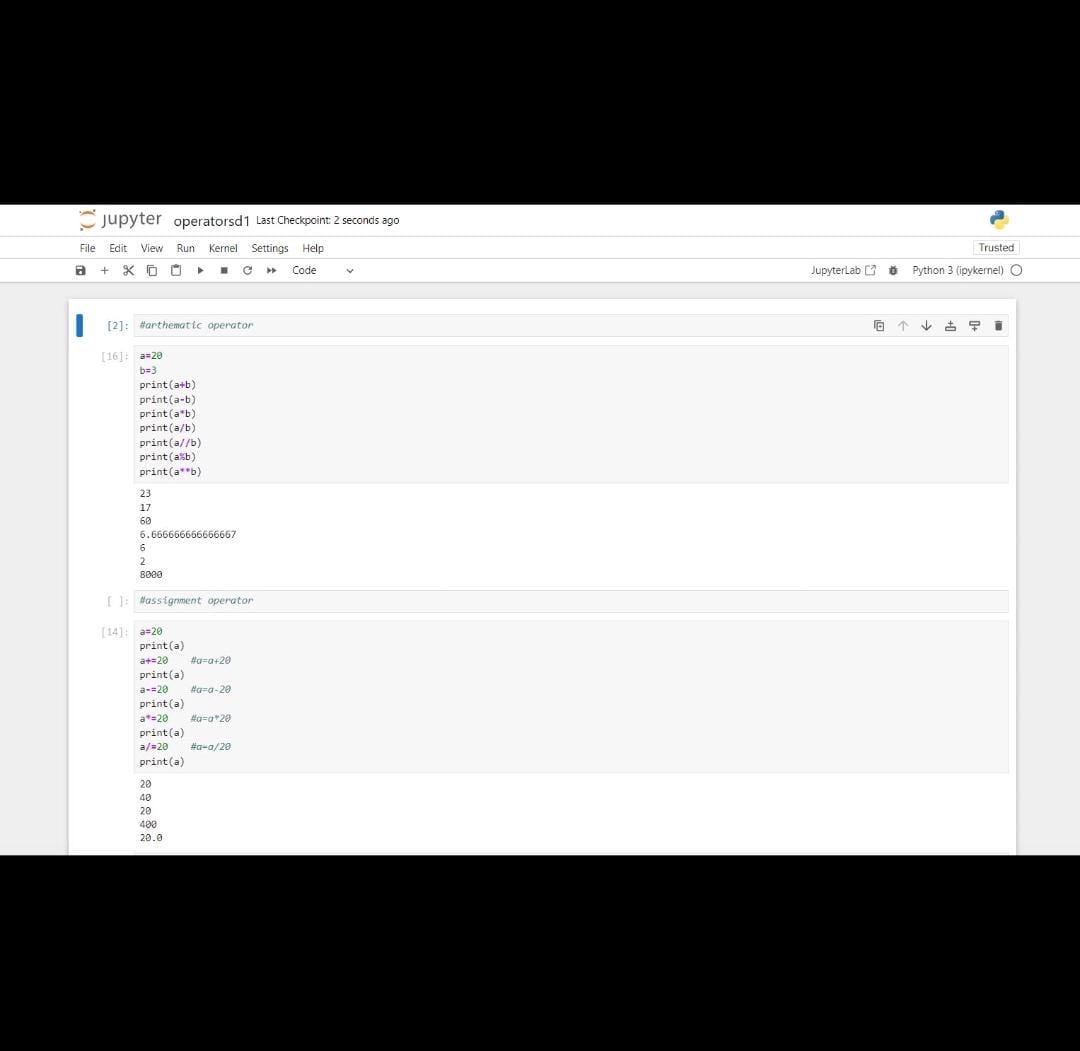 jupyter operatorsd1 Last Checkpoint: 2 seconds ago
File Edit View Run Kernel Settings Help
Trusted
Code
JupyterLab
Python 3 (ipykernel)
[2]: #arthematic operator
[16]: a=20
b=3
print(a+b)
print(a-b)
print(a*b)
print(a/b)
print(a//b)
print(a%b)
print(a**b)
23
17
60
6.666666666666667
6
2
8000
[ ]: #assignment operator
[14]: a=20
print(a)
a+=20 #a=a+20
print(a)
a-=20 #a=a-20
print(a)
a*=20 #a=a*20
print(a)
a/=20 #a=a/20
print(a)
20
40
20
400
20.0